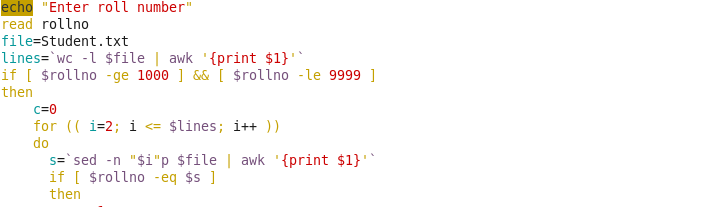 echo "Enter roll number"
read rollno
file=Student.txt
lines=`wc -l $file | awk '{print $1}'`
if [ $rollno -ge 1000 ] && [ $rollno -le 9999 ]
then
    c=0
    for (( i=2; i <= $lines; i++ ))
    do
      s=`sed -n "$i"p $file | awk '{print $1}'`
      if [ $rollno -eq $s ]
      then